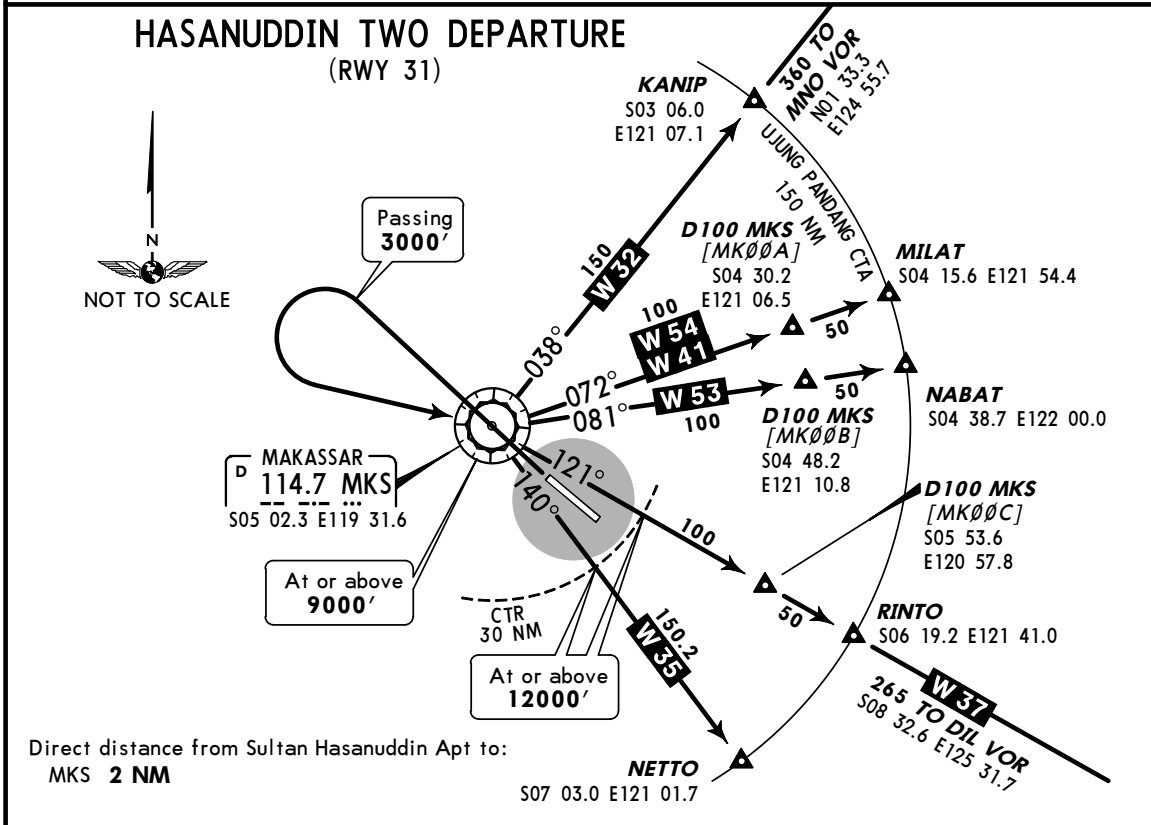 HASANUDDIN TWO DEPARTURE
(RWY 31)
N
NOT TO SCALE
Passing
3000'
KANIP
S03 06.0
E121 07.1
360 TO
MNO VOR
N01 33.3
E124 55.7
UJUNG PANDANG CTA
150 NM
150
W 32
038°
D100 MKS
[MKØØA]
S04 30.2
E121 06.5
MILAT
S04 15.6 E121 54.4
100
W 54
W 41
50
072°
081°
W 53
100
50
NABAT
S04 38.7 E122 00.0
D100 MKS
[MKØØB]
S04 48.2
E121 10.8
MAKASSAR
D 114.7 MKS
S05 02.3 E119 31.6
121°
140°
D100 MKS
[MKØØC]
S05 53.6
E120 57.8
100
At or above
9000'
CTR
30 NM
50
RINTO
S06 19.2 E121 41.0
150.2
W 35
At or above
12000'
W 37
265 TO DIL VOR
S08 32.6 E125 31.7
Direct distance from Sultan Hasanuddin Apt to:
MKS 2 NM
NETTO
S07 03.0 E121 01.7